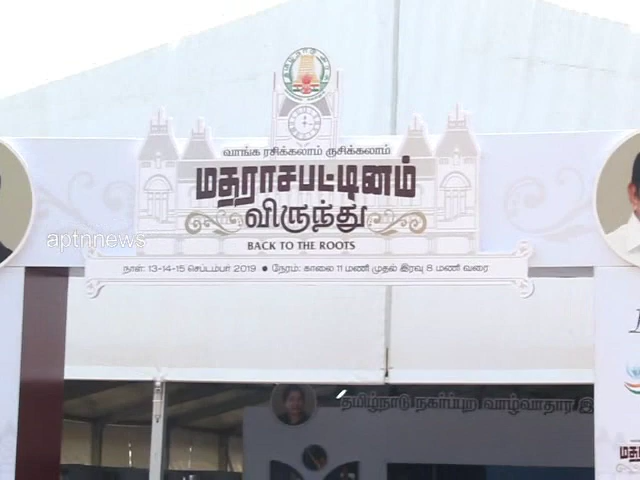 வாங்க ரசிக்கலாம் ருசிக்கலாம்
மதராசபட்டினம்
விருந்து
BACK TO THE ROOTS
aptnnews
நாள்: 13-14-15 செப்டம்பர் 2019 ● நேரம்: காலை 11 மணி முதல் இரவு 8 மணி வரை
தமிழ்நாடு நகர்ப்புற வாழ்வாதார இ